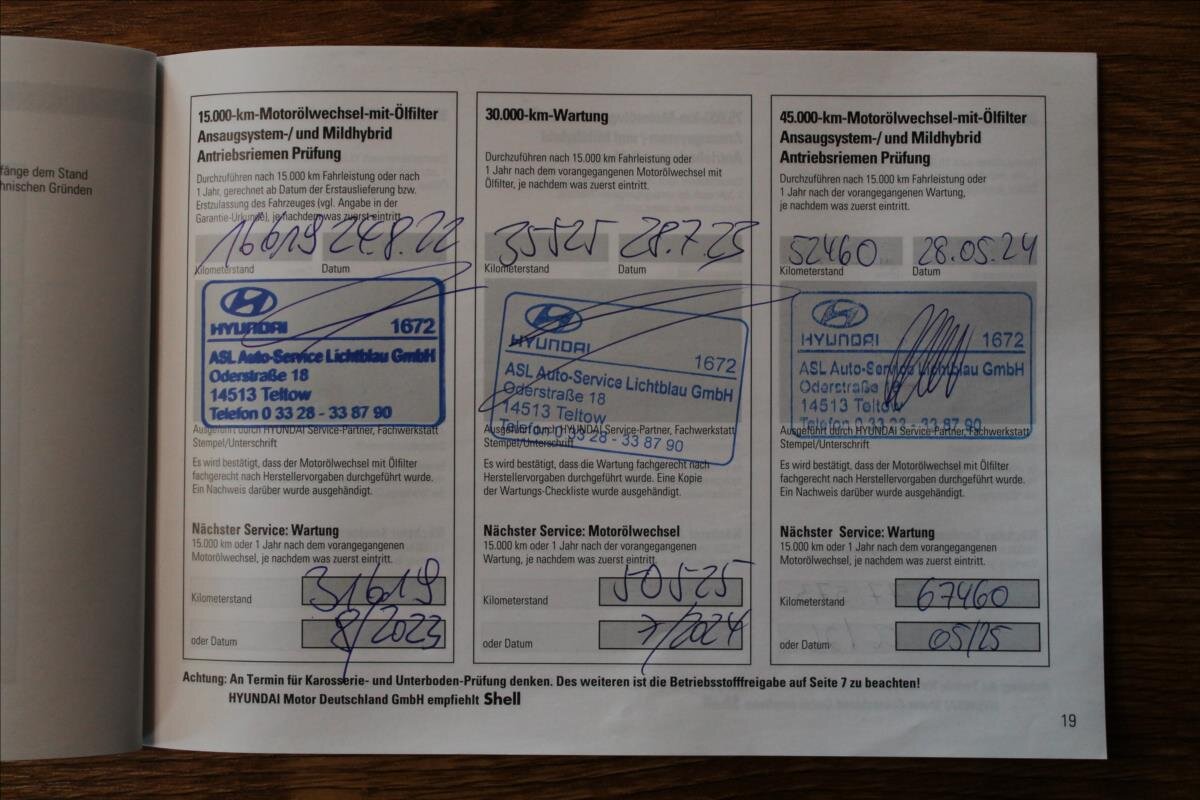 fänge dem Stand
hnischen Gründen
15.000-km-Motorölwechsel-mit-Ölfilter
Ansaugsystem-/ und Mildhybrid
Antriebsriemen Prüfung
Durchzuführen nach 15.000 km Fahrleistung oder nach
1 Jahr, gerechnet ab Datum der Erstauslieferung bzw.
Erstzulassung des Fahrzeuges (vgl. Angabe in der
Garantie-Urkunde), je nachdem was zuerst eintritt.
16619 24.8.22
Kilometerstand Datum
HYUNDAI 1672
ASL Auto-Service Lichtblau GmbH
Oderstraße 18
14513 Teltow
Telefon 0 33 28 - 33 87 90
Ausgeführt durch HYUNDAI Service-Partner, Fachwerkstatt
Stempel/Unterschrift
Es wird bestätigt, dass der Motorölwechsel mit Ölfilter
fachgerecht nach Herstellervorgaben durchgeführt wurde.
Ein Nachweis darüber wurde ausgehändigt.
Nächster Service: Wartung
15.000 km oder 1 Jahr nach dem vorangegangenen
Motorölwechsel, je nachdem was zuerst eintritt.
Kilometerstand 31619
oder Datum 8/2023
30.000-km-Wartung
Durchzuführen nach 15.000 km Fahrleistung oder
1 Jahr nach dem vorangegangenen Motorölwechsel mit
Ölfilter, je nachdem was zuerst eintritt.
35525 28.7.23
Kilometerstand Datum
HYUNDAI 1672
ASL Auto-Service Lichtblau GmbH
Oderstraße 18
14513 Teltow
Telefon 0 33 28 - 33 87 90
Ausgeführt durch HYUNDAI Service-Partner, Fachwerkstatt
Stempel/Unterschrift
Es wird bestätigt, dass die Wartung fachgerecht nach
Herstellervorgaben durchgeführt wurde. Eine Kopie
der Wartungs-Checkliste wurde ausgehändigt.
Nächster Service: Motorölwechsel
15.000 km oder 1 Jahr nach der vorangegangenen
Wartung, je nachdem was zuerst eintritt.
Kilometerstand 50525
oder Datum 7/2024
45.000-km-Motorölwechsel-mit-Ölfilter
Ansaugsystem-/ und Mildhybrid
Antriebsriemen Prüfung
Durchzuführen nach 15.000 km Fahrleistung oder
1 Jahr nach der vorangegangenen Wartung,
je nachdem was zuerst eintritt.
52460 28.05.24
Kilometerstand Datum
HYUNDAI 1672
ASL Auto-Service Lichtblau GmbH
Oderstraße 18
14513 Teltow
Telefon 0 33 28 - 33 87 90
Ausgeführt durch HYUNDAI Service-Partner, Fachwerkstatt
Stempel/Unterschrift
Es wird bestätigt, dass der Motorölwechsel mit Ölfilter
fachgerecht nach Herstellervorgaben durchgeführt wurde.
Ein Nachweis darüber wurde ausgehändigt.
Nächster Service: Wartung
15.000 km oder 1 Jahr nach dem vorangegangenen
Motorölwechsel, je nachdem was zuerst eintritt.
Kilometerstand 67460
oder Datum 05/25
Achtung: An Termin für Karosserie- und Unterboden-Prüfung denken. Des weiteren ist die Betriebsstofffreigabe auf Seite 7 zu beachten!
HYUNDAI Motor Deutschland GmbH empfiehlt Shell
19